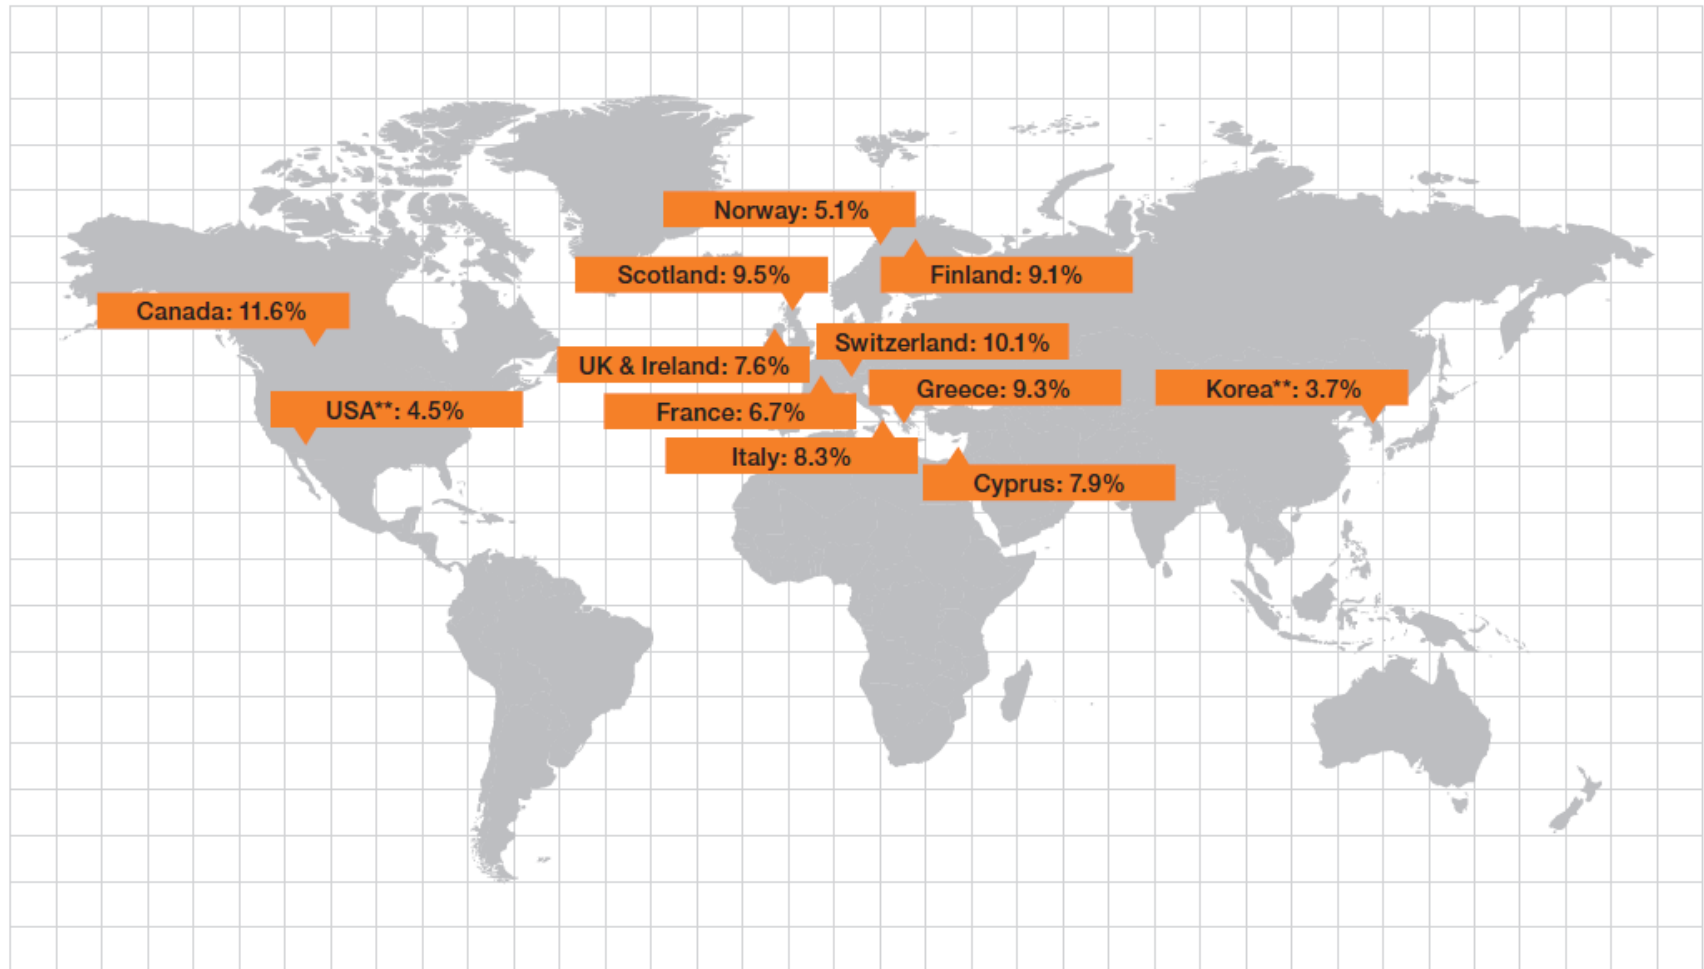 Norway: 5.1%
Scotland: 9.5%
Finland: 9.1%
Canada: 11.6%
Switzerland: 10.1%
UK & Ireland: 7.6%
Greece: 9.3%
Korea**: 3.7%
USA**: 4.5%
France: 6.7%
Italy: 8.3%
Cyprus: 7.9%